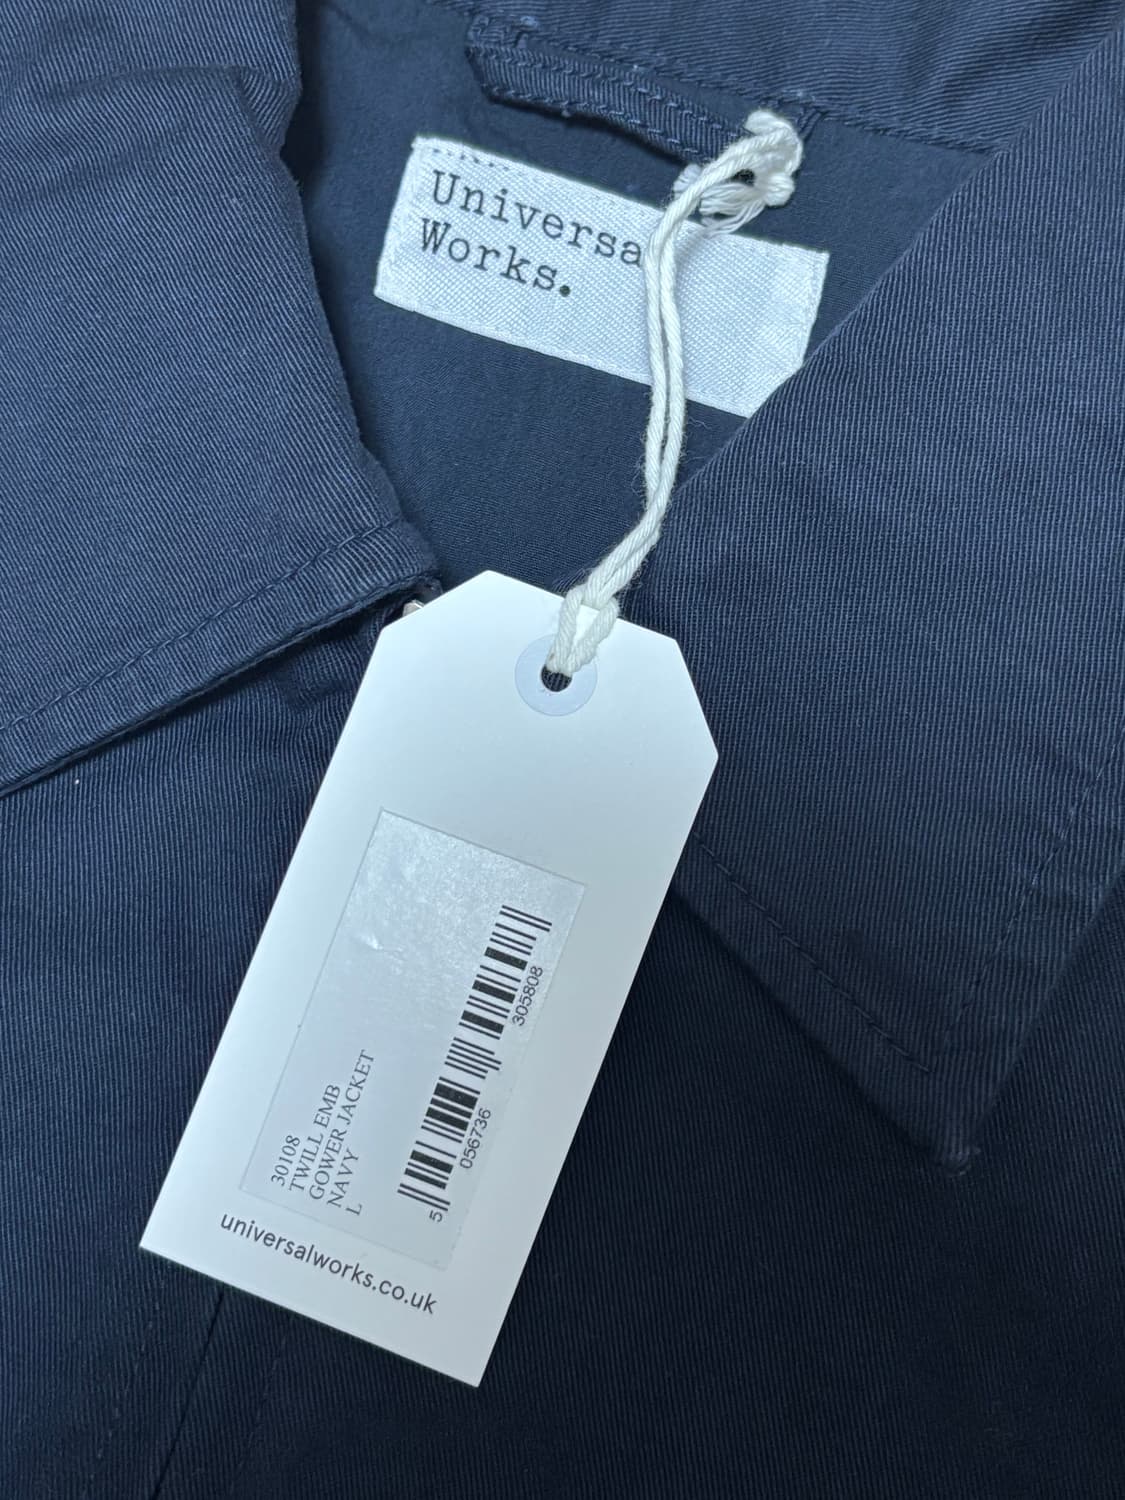 Universa
Works.
30108
TWILL EMB
GOWER JACKET
NAVY
L
5 056736 305808
universalworks.co.uk